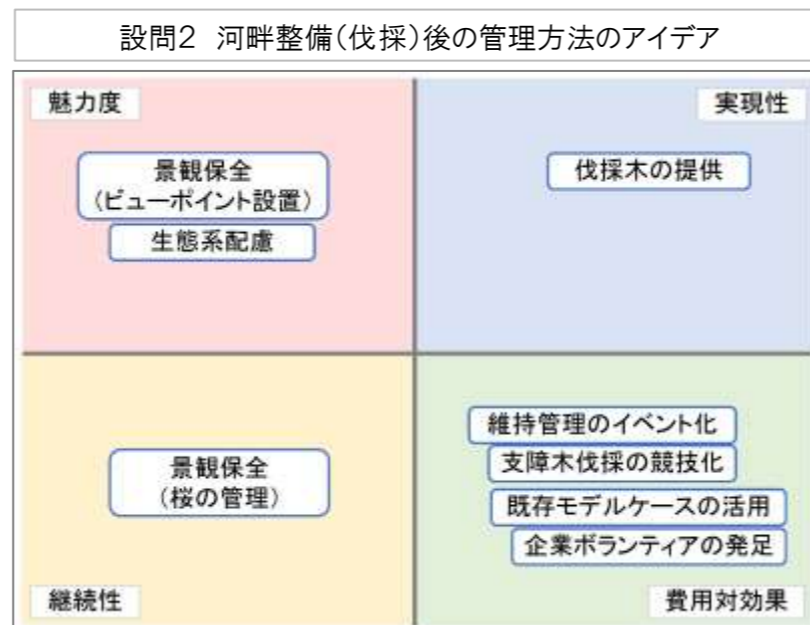 設問2 河畔整備(伐採)後の管理方法のアイデア
魅力度
実現性
景観保全
(ビューポイント設置)
生態系配慮
伐採木の提供
景観保全
(桜の管理)
維持管理のイベント化
支障木伐採の競技化
既存モデルケースの活用
企業ボランティアの発足
継続性
費用対効果